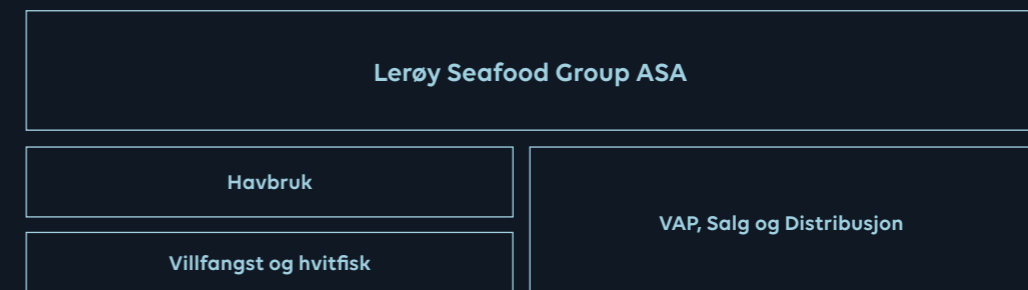 Lerøy Seafood Group ASA
Havbruk
Villfangst og hvitfisk
VAP, Salg og Distribusjon